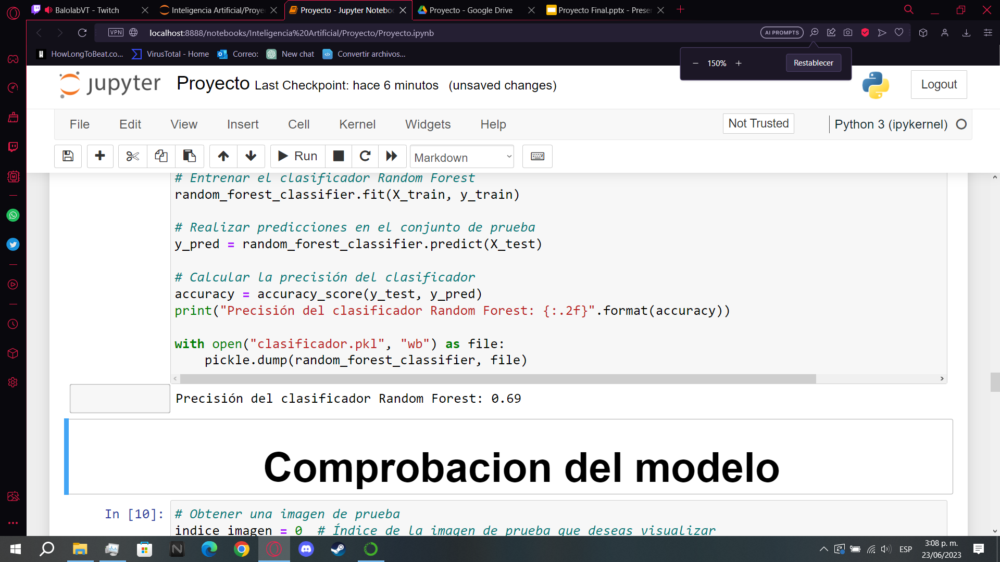 BalolabVT - Twitch
Inteligencia Artificial/Proye
Proyecto - Jupyter Notebo
Proyecto - Google Drive
Proyecto Final.pptx - Prese
VPN
localhost:8888/notebooks/Inteligencia%20Artificial/Proyecto/Proyecto.ipynb
AI PROMPTS
HowLongToBeat.co...
VirusTotal - Home
Correo:
New chat
Convertir archivos...
− 150% +
Restablecer
jupyter
Proyecto Last Checkpoint: hace 6 minutos (unsaved changes)
Logout
File Edit View Insert Cell Kernel Widgets Help
Not Trusted
Python 3 (ipykernel)
Run
Markdown
# Entrenar el clasificador Random Forest
random_forest_classifier.fit(X_train, y_train)
# Realizar predicciones en el conjunto de prueba
y_pred = random_forest_classifier.predict(X_test)
# Calcular la precisión del clasificador
accuracy = accuracy_score(y_test, y_pred)
print("Precisión del clasificador Random Forest: {:.2f}".format(accuracy))
with open("clasificador.pkl", "wb") as file:
    pickle.dump(random_forest_classifier, file)
Precisión del clasificador Random Forest: 0.69
Comprobacion del modelo
In [10]:
# Obtener una imagen de prueba
indice_imagen = 0  # Índice de la imagen de prueba que deseas visualizar
ESP
3:08 p. m.
23/06/2023